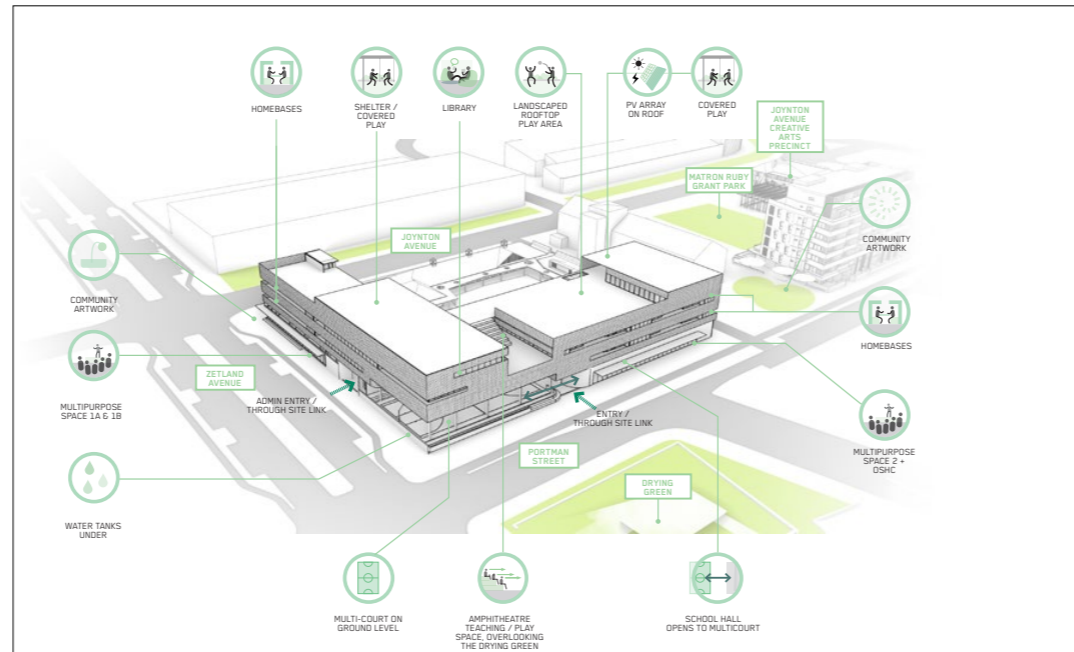 HOMEBASES
SHELTER /
COVERED
PLAY
LIBRARY
LANDSCAPED
ROOFTOP
PLAY AREA
PV ARRAY
ON ROOF
COVERED
PLAY
JOYNTON
AVENUE
CREATIVE
ARTS
PRECINCT
MATRON RUBY
GRANT PARK
COMMUNITY
ARTWORK
JOYNTON
AVENUE
COMMUNITY
ARTWORK
HOMEBASES
ZETLAND
AVENUE
MULTIPURPOSE
SPACE 1A & 1B
ADMIN ENTRY /
THROUGH SITE LINK
ENTRY /
THROUGH SITE LINK
MULTIPURPOSE
SPACE 2 +
OSHC
PORTMAN
STREET
DRYING
GREEN
WATER TANKS
UNDER
MULTI-COURT ON
GROUND LEVEL
AMPHITHEATRE
TEACHING / PLAY
SPACE, OVERLOOKING
THE DRYING GREEN
SCHOOL HALL
OPENS TO MULTICOURT